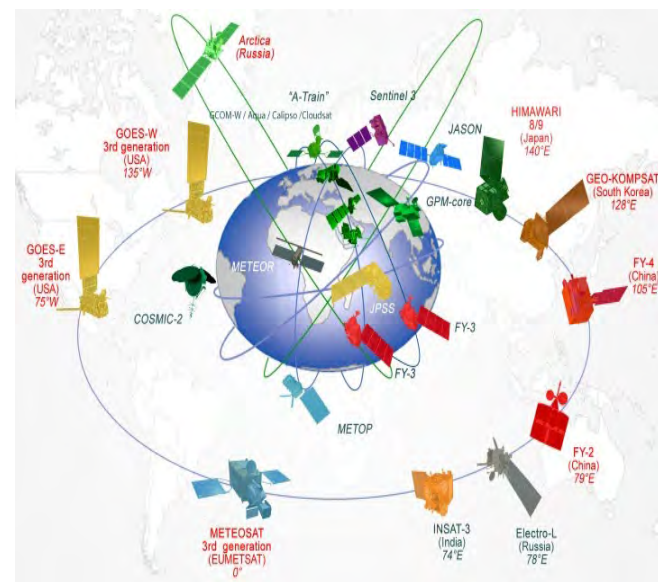 Arctica
(Russia)
"A-Train"
GCOM-W / Aqua / Calipso /Cloudsat
Sentinel 3
JASON
HIMAWARI
8/9
(Japan)
140°E
GOES-W
3rd generation
(USA)
135°W
GEO-KOMPSAT
(South Korea)
128°E
GPM-core
GOES-E
3rd
generation
(USA)
75°W
METEOR
FY-4
(China)
105°E
JPSS
COSMIC-2
FY-3
FY-3
METOP
FY-2
(China)
79°E
METEOSAT
3rd generation
(EUMETSAT)
0°
INSAT-3
(India)
74°E
Electro-L
(Russia)
78°E